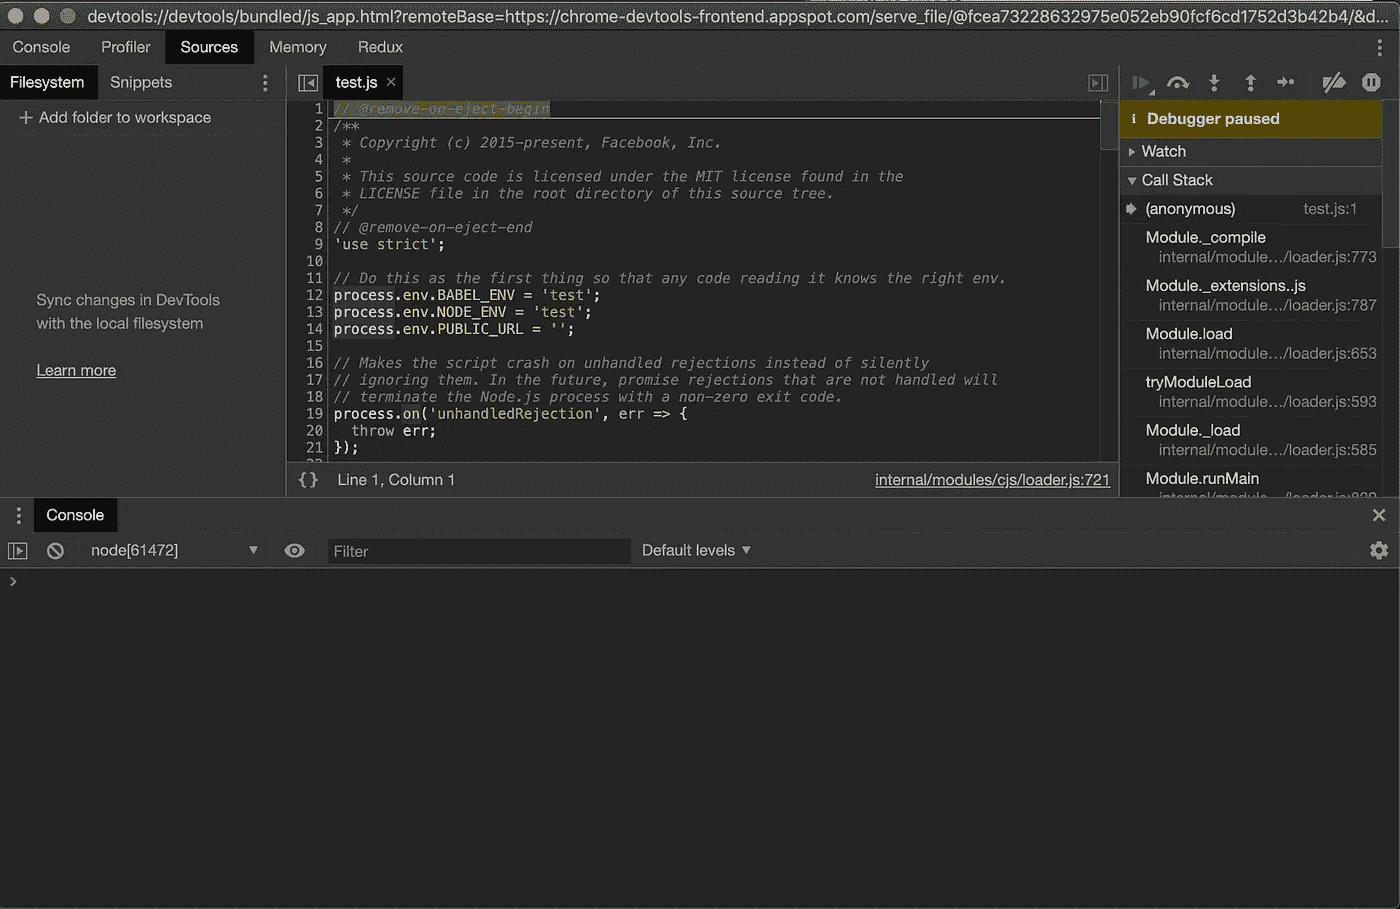 devtools://devtools/bundled/js_app.html?remoteBase=https://chrome-devtools-frontend.appspot.com/serve_file/@fcea73228632975e052eb90fcf6cd1752d3b42b4/&d...
Console Profiler Sources Memory Redux
Filesystem Snippets
+ Add folder to workspace
Sync changes in DevTools
with the local filesystem
Learn more
test.js ×
1 // @remove-on-eject-begin
2 /**
3  * Copyright (c) 2015-present, Facebook, Inc.
4  *
5  * This source code is licensed under the MIT license found in the
6  * LICENSE file in the root directory of this source tree.
7  */
8 // @remove-on-eject-end
9 'use strict';
10
11 // Do this as the first thing so that any code reading it knows the right env.
12 process.env.BABEL_ENV = 'test';
13 process.env.NODE_ENV = 'test';
14 process.env.PUBLIC_URL = '';
15
16 // Makes the script crash on unhandled rejections instead of silently
17 // ignoring them. In the future, promise rejections that are not handled will
18 // terminate the Node.js process with a non-zero exit code.
19 process.on('unhandledRejection', err => {
20   throw err;
21 });
{} Line 1, Column 1 internal/modules/cjs/loader.js:721
i Debugger paused
Watch
Call Stack
(anonymous) test.js:1
Module._compile
internal/module…/loader.js:773
Module._extensions..js
internal/module…/loader.js:787
Module.load
internal/module…/loader.js:653
tryModuleLoad
internal/module…/loader.js:593
Module._load
internal/module…/loader.js:585
Module.runMain
Console
node[61472] Filter Default levels
>